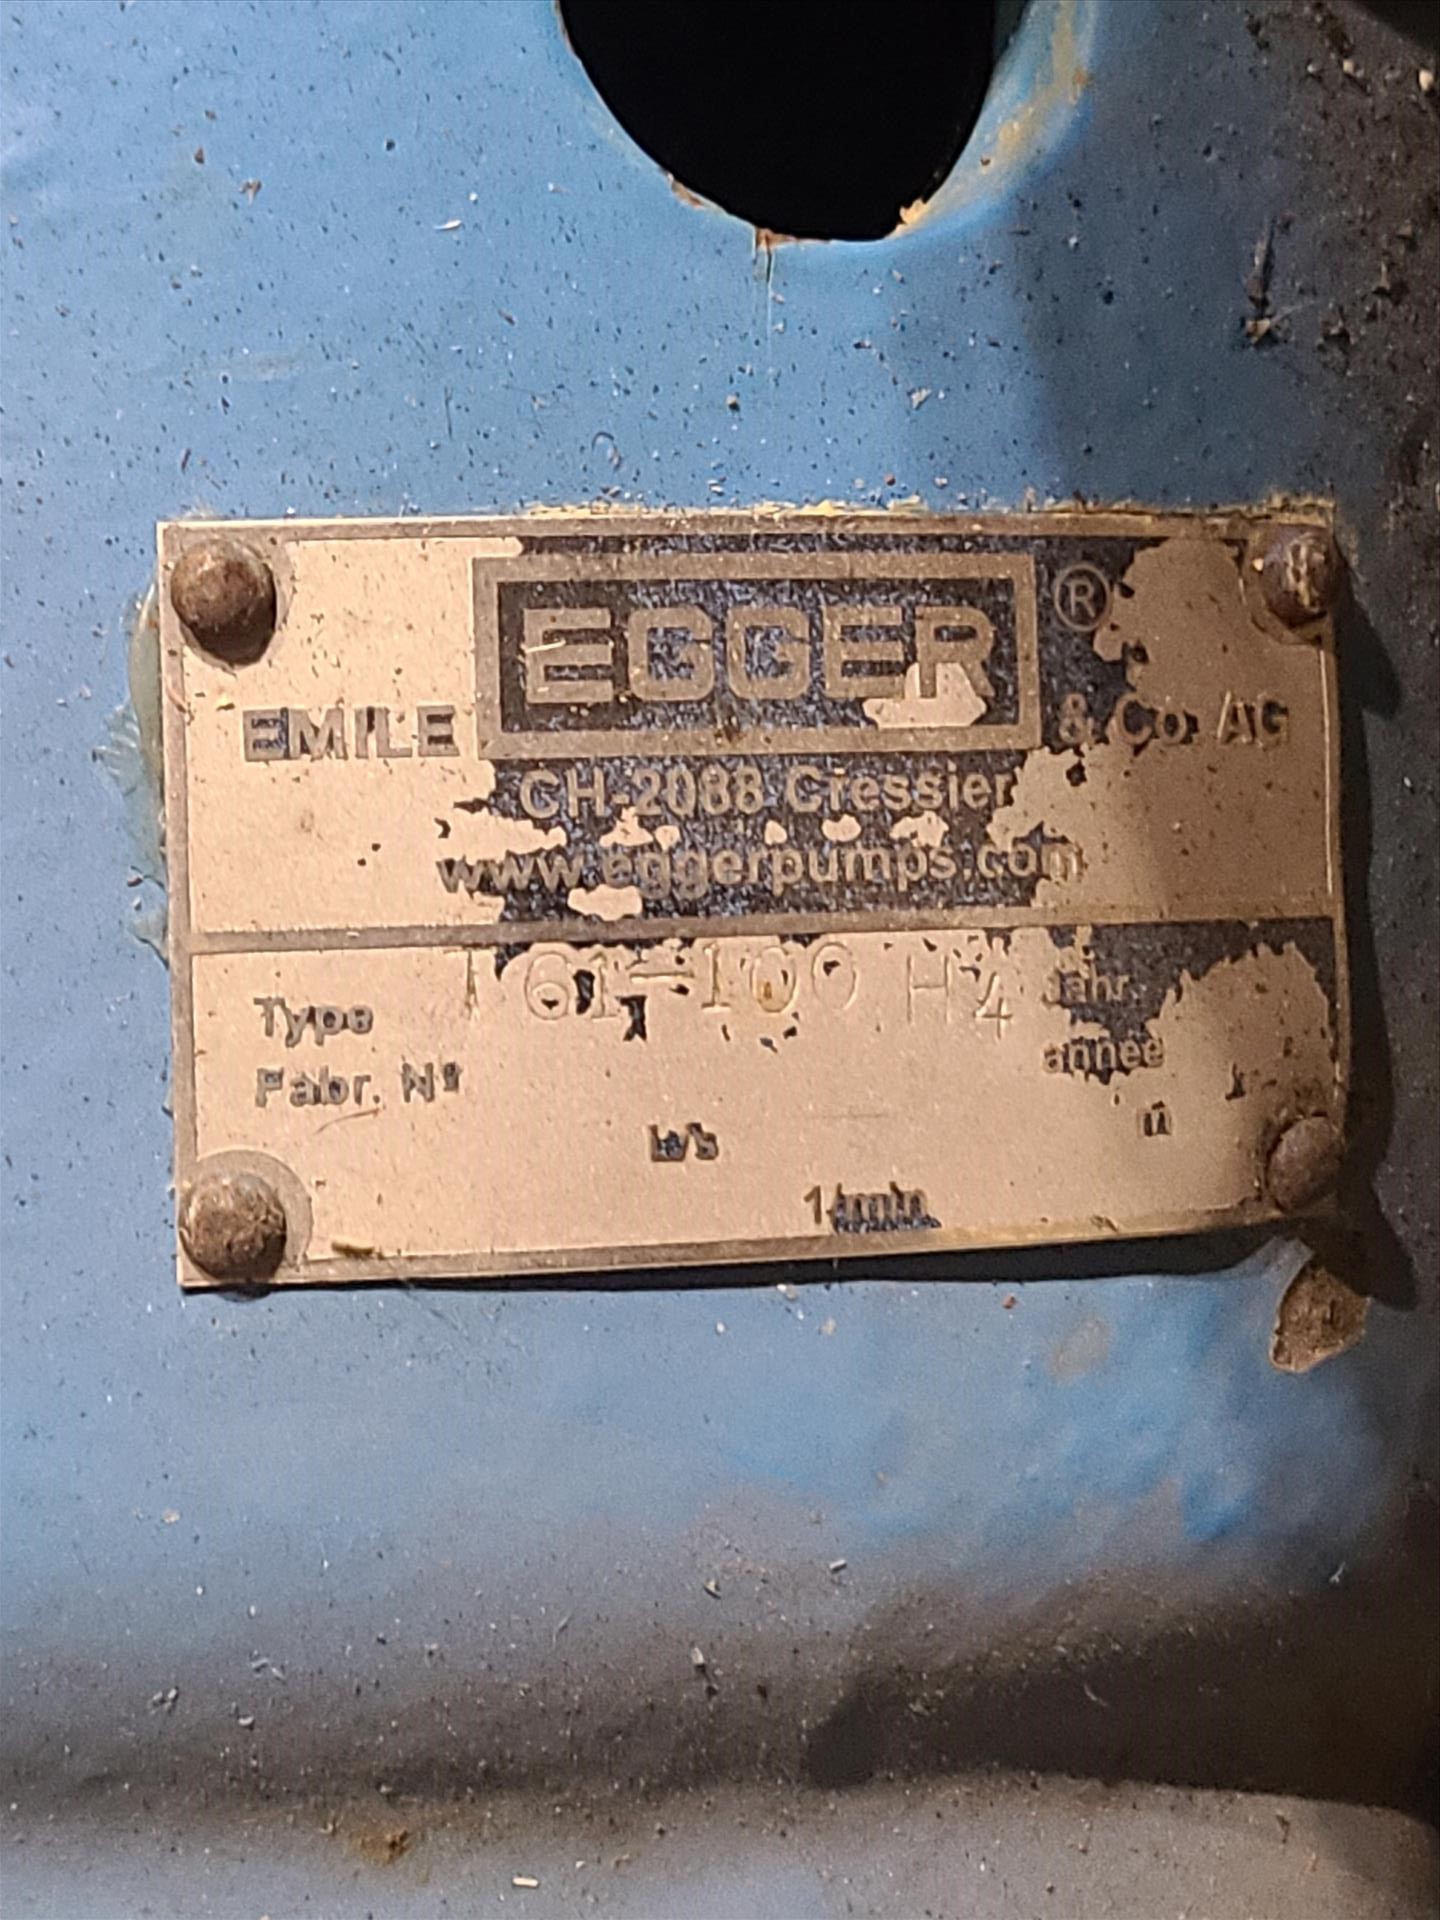 EMILE EGGER ® & Co AG
CH-2088 Cressier
www.eggerpumps.com
Type T 61-100 H4 Jahr
année
Fabr. Nº
L/s m
1/min.